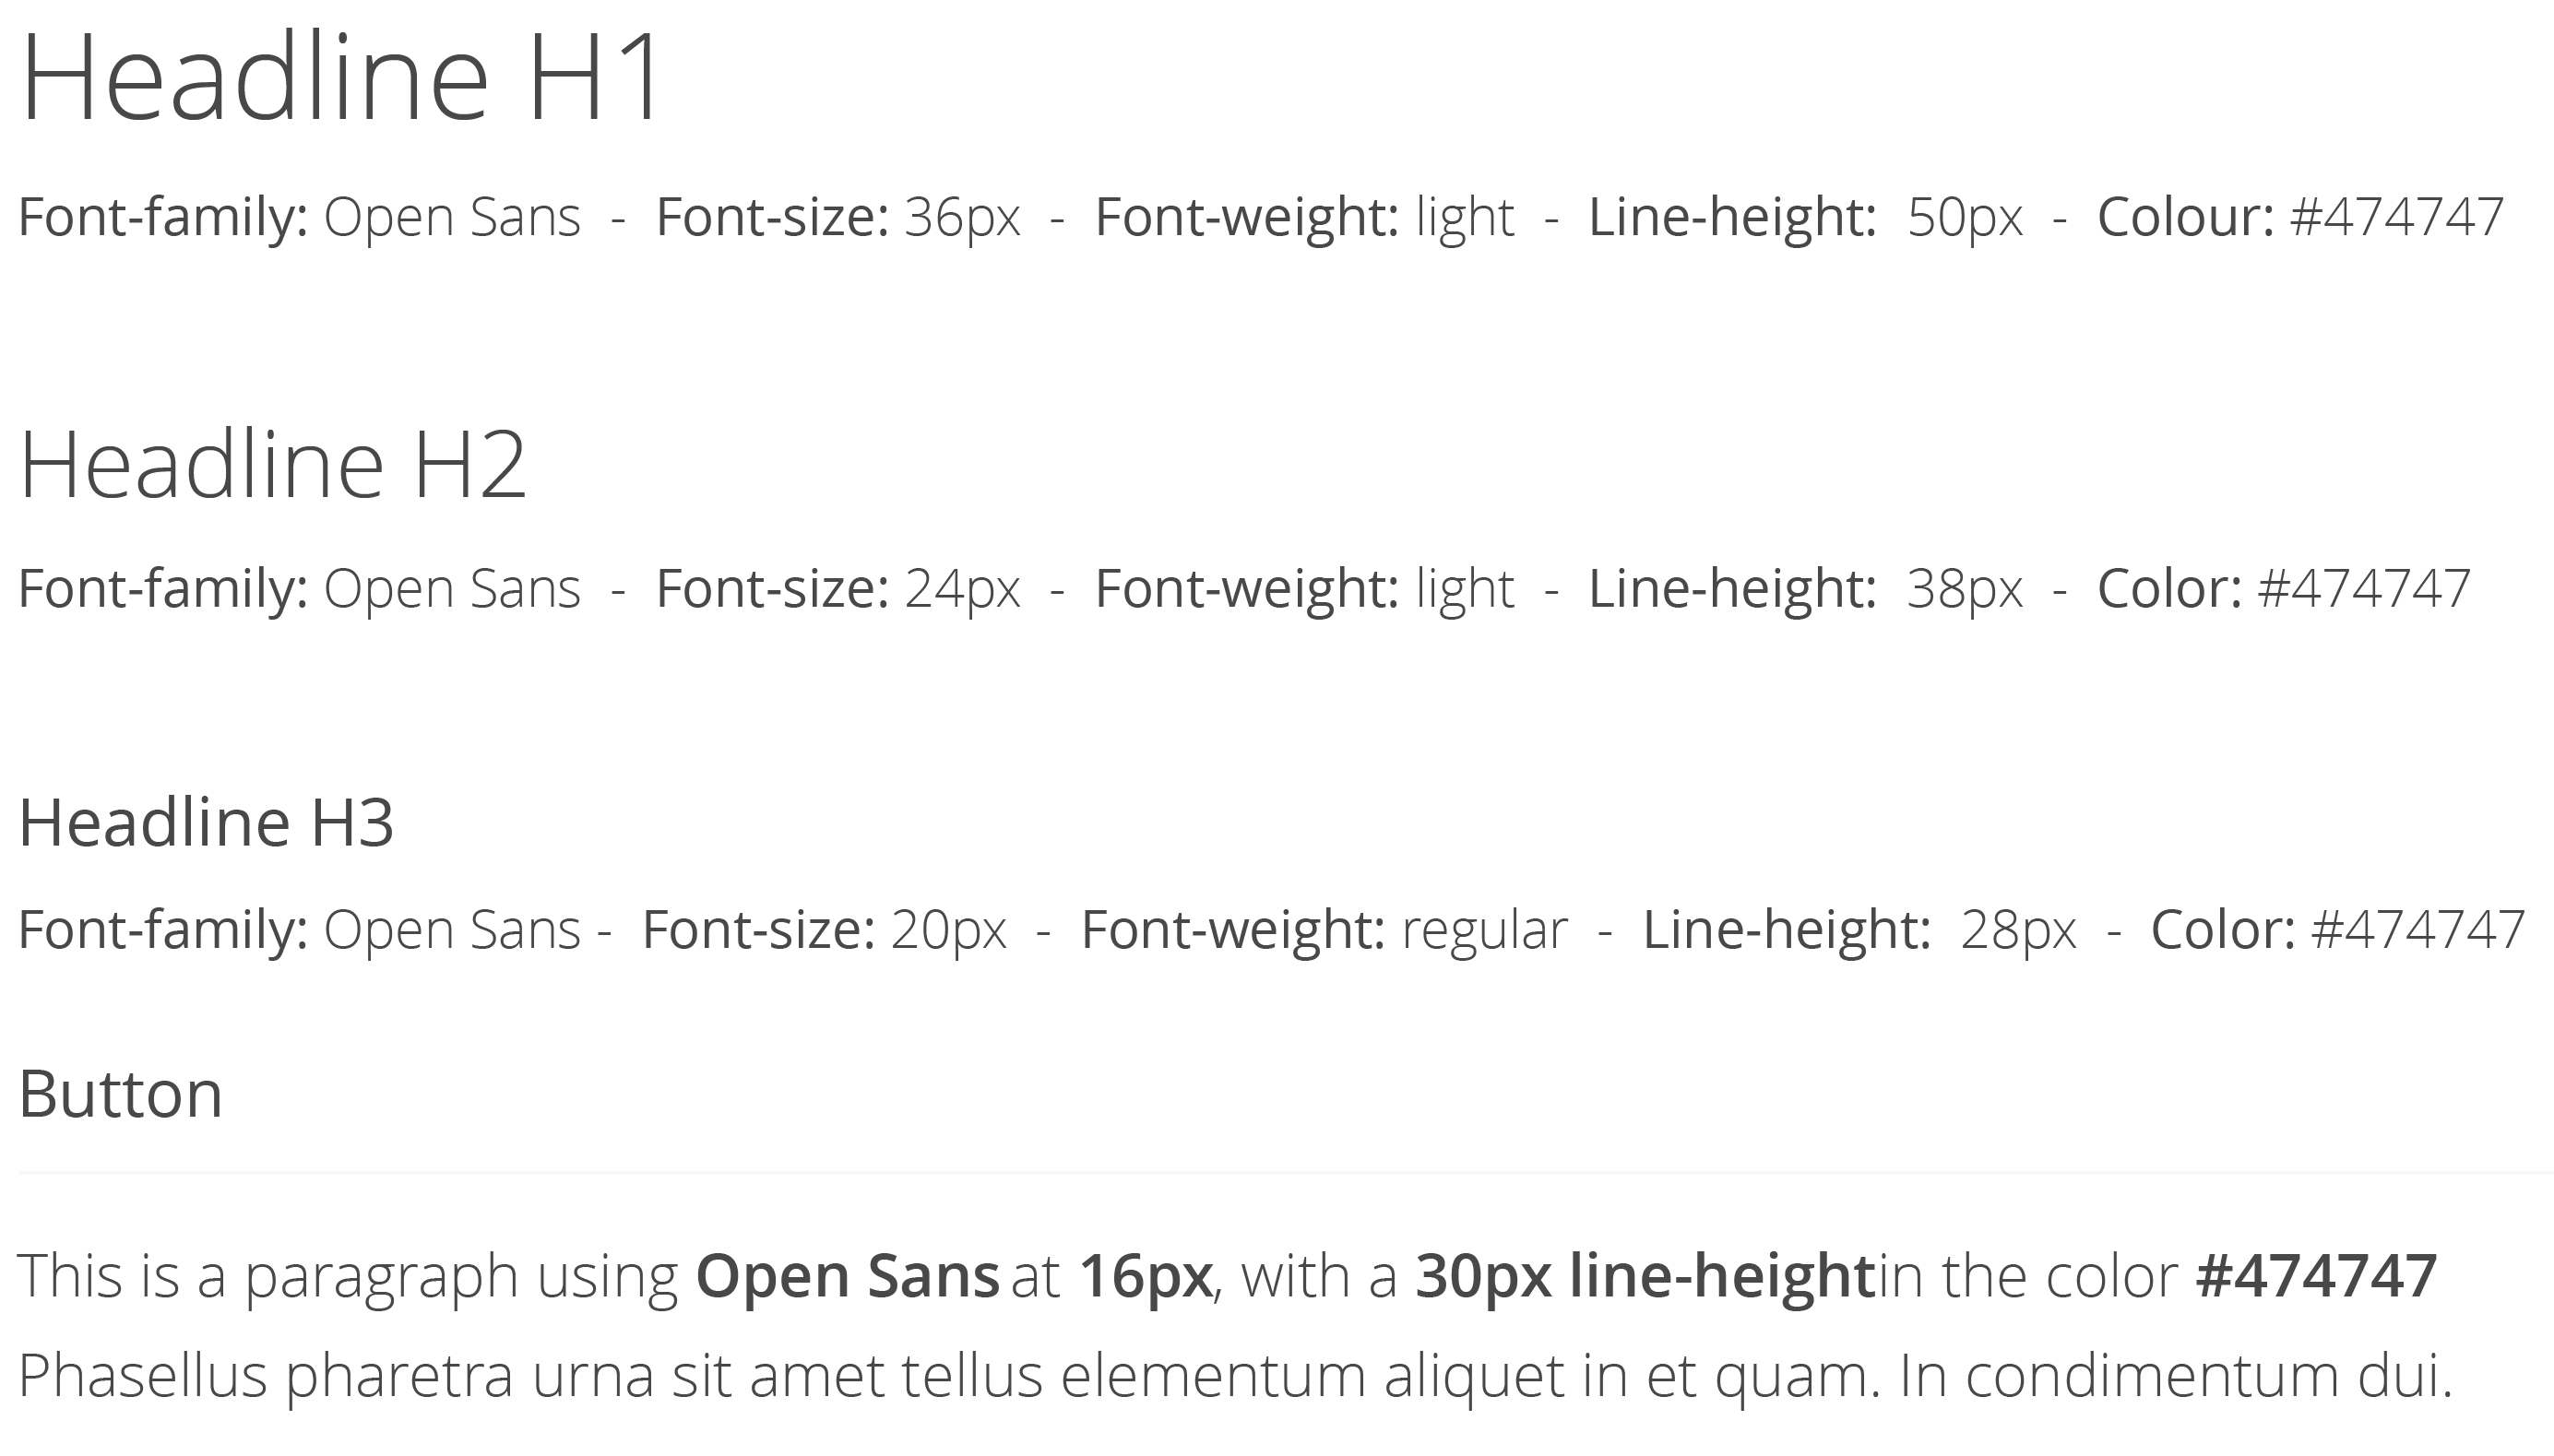 Headline H1
Font-family: Open Sans - Font-size: 36px - Font-weight: light - Line-height: 50px - Colour: #474747
Headline H2
Font-family: Open Sans - Font-size: 24px - Font-weight: light - Line-height: 38px - Color: #474747
Headline H3
Font-family: Open Sans - Font-size: 20px - Font-weight: regular - Line-height: 28px - Color: #474747
Button
This is a paragraph using Open Sans at 16px, with a 30px line-heightin the color #474747
Phasellus pharetra urna sit amet tellus elementum aliquet in et quam. In condimentum dui.